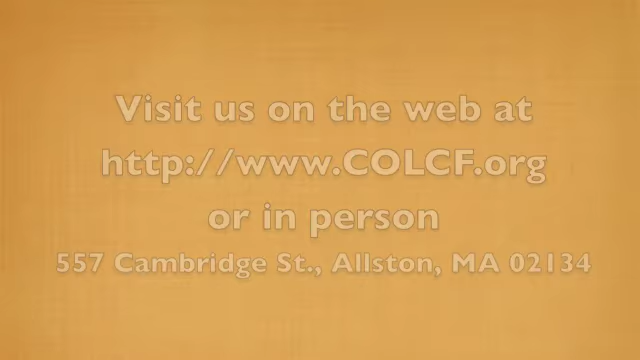 Visit us on the web at
http://www.COLCF.org
or in person
557 Cambridge St., Allston, MA 02134